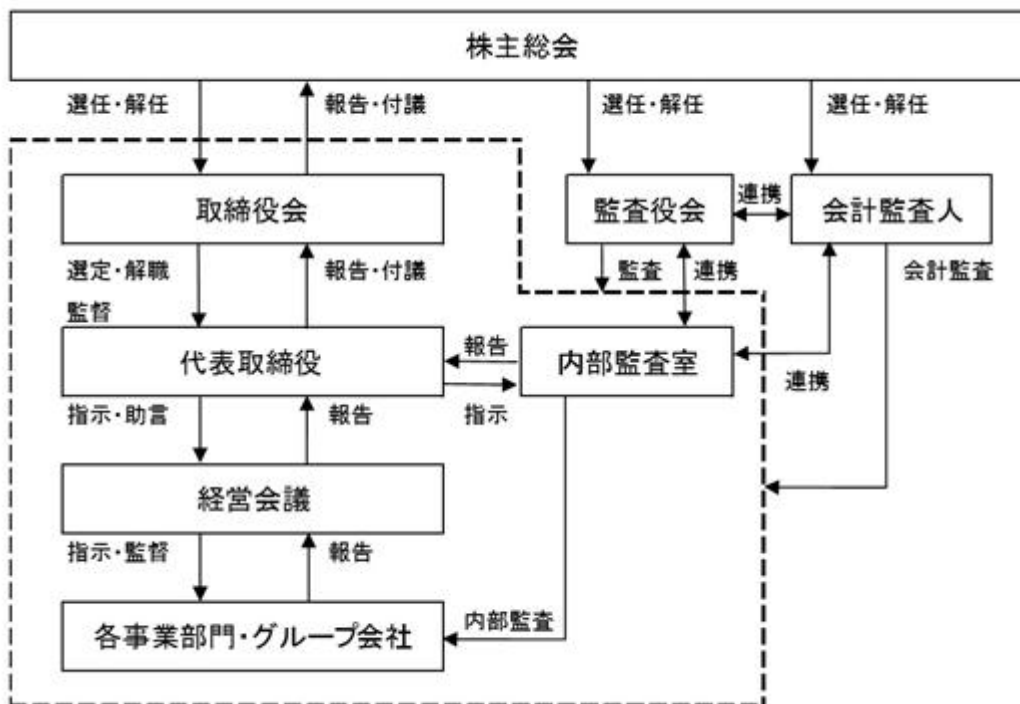 株主総会
選任・解任
報告・付議
選任・解任
選任・解任
取締役会
監査役会
連携
会計監査人
選定・解職
監督
報告・付議
監査
連携
会計監査
代表取締役
報告
指示
内部監査室
連携
指示・助言
報告
経営会議
指示・監督
報告
各事業部門・グループ会社
内部監査